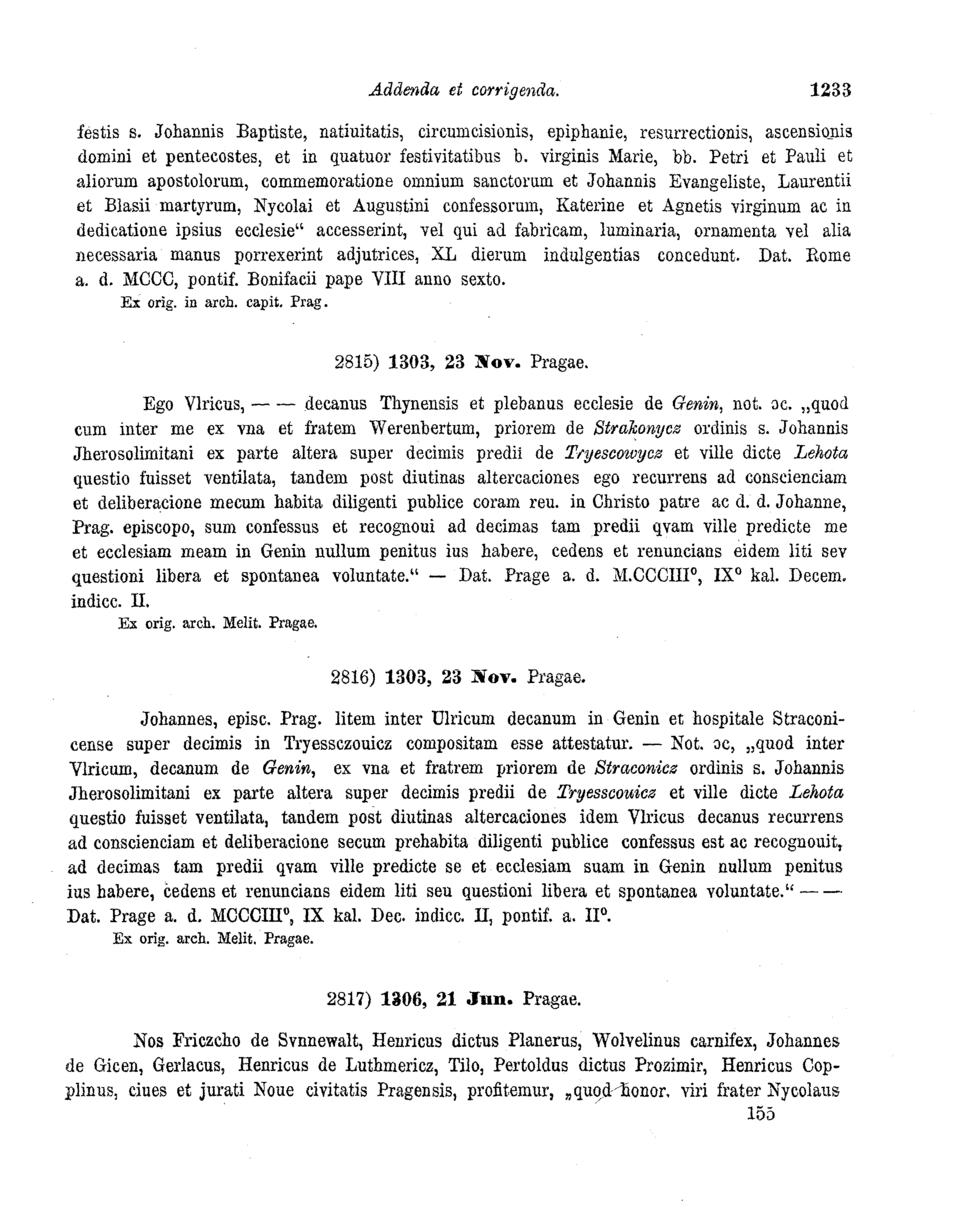 Addenda et corrigenda. 1233
festis s. Johannis Baptiste, natiuitatis, circumcisionis, epiphanie, resurrectionis, ascensionis
domini et pentecostes, et in quatuor festivitatibus b. virginis Marie, bb. Petri et Pauli et
aliorum apostolorum, commemoratione omnium sanctorum et Johannis Evangeliste, Laurentii
et Blasii martyrum, Nycolai et Augustini confessorum, Katerine et Agnetis virginum ac in
dedicatione ipsius ecclesie“ accesserint, vel qui ad fabricam, luminaria, ornamenta vel alia
necessaria manus porrexerint adjutrices, XL dierum indulgentias concedunt. Dat. Rome
a. d. MCCC, pontif. Bonifacii pape VIII anno sexto.
Ex orig. in arch. capit. Prag.
2815) 1303, 23 Nov. Pragae.
Ego Vlricus, — — decanus Thynensis et plebanus ecclesie de Genin, not. ɔc. „quod
cum inter me ex vna et fratem Werenbertum, priorem de Strakonycz ordinis s. Johannis
Jherosolimitani ex parte altera super decimis predii de Tryescowycz et ville dicte Lehota
questio fuisset ventilata, tandem post diutinas altercaciones ego recurrens ad conscienciam
et deliberacione mecum habita diligenti publice coram reu. in Christo patre ac d. d. Johanne,
Prag. episcopo, sum confessus et recognoui ad decimas tam predii qvam ville predicte me
et ecclesiam meam in Genin nullum penitus ius habere, cedens et renuncians eidem liti sev
questioni libera et spontanea voluntate.“ — Dat. Prage a. d. M.CCCIII⁰, IX⁰ kal. Decem.
indicc. II.
Ex orig. arch. Melit. Pragae.
2816) 1303, 23 Nov. Pragae.
Johannes, episc. Prag. litem inter Ulricum decanum in Genin et hospitale Straconi-
cense super decimis in Tryessczouicz compositam esse attestatur. — Not. ɔc, „quod inter
Vlricum, decanum de Genin, ex vna et fratrem priorem de Straconicz ordinis s. Johannis
Jherosolimitani ex parte altera super decimis predii de Tryesscouicz et ville dicte Lehota
questio fuisset ventilata, tandem post diutinas altercaciones idem Vlricus decanus recurrens
ad conscienciam et deliberacione secum prehabita diligenti publice confessus est ac recognouit,
ad decimas tam predii qvam ville predicte se et ecclesiam suam in Genin nullum penitus
ius habere, cedens et renuncians eidem liti seu questioni libera et spontanea voluntate.“ — —
Dat. Prage a. d. MCCCIII⁰, IX kal. Dec. indicc. II, pontif. a. II⁰.
Ex orig. arch. Melit. Pragae.
2817) 1306, 21 Jun. Pragae.
Nos Friczcho de Svnnewalt, Henricus dictus Planerus, Wolvelinus carnifex, Johannes
de Gicen, Gerlacus, Henricus de Luthmericz, Tilo, Pertoldus dictus Prozimir, Henricus Cop-
plinus, ciues et jurati Noue civitatis Pragensis, profitemur, „quod honor. viri frater Nycolaus
155